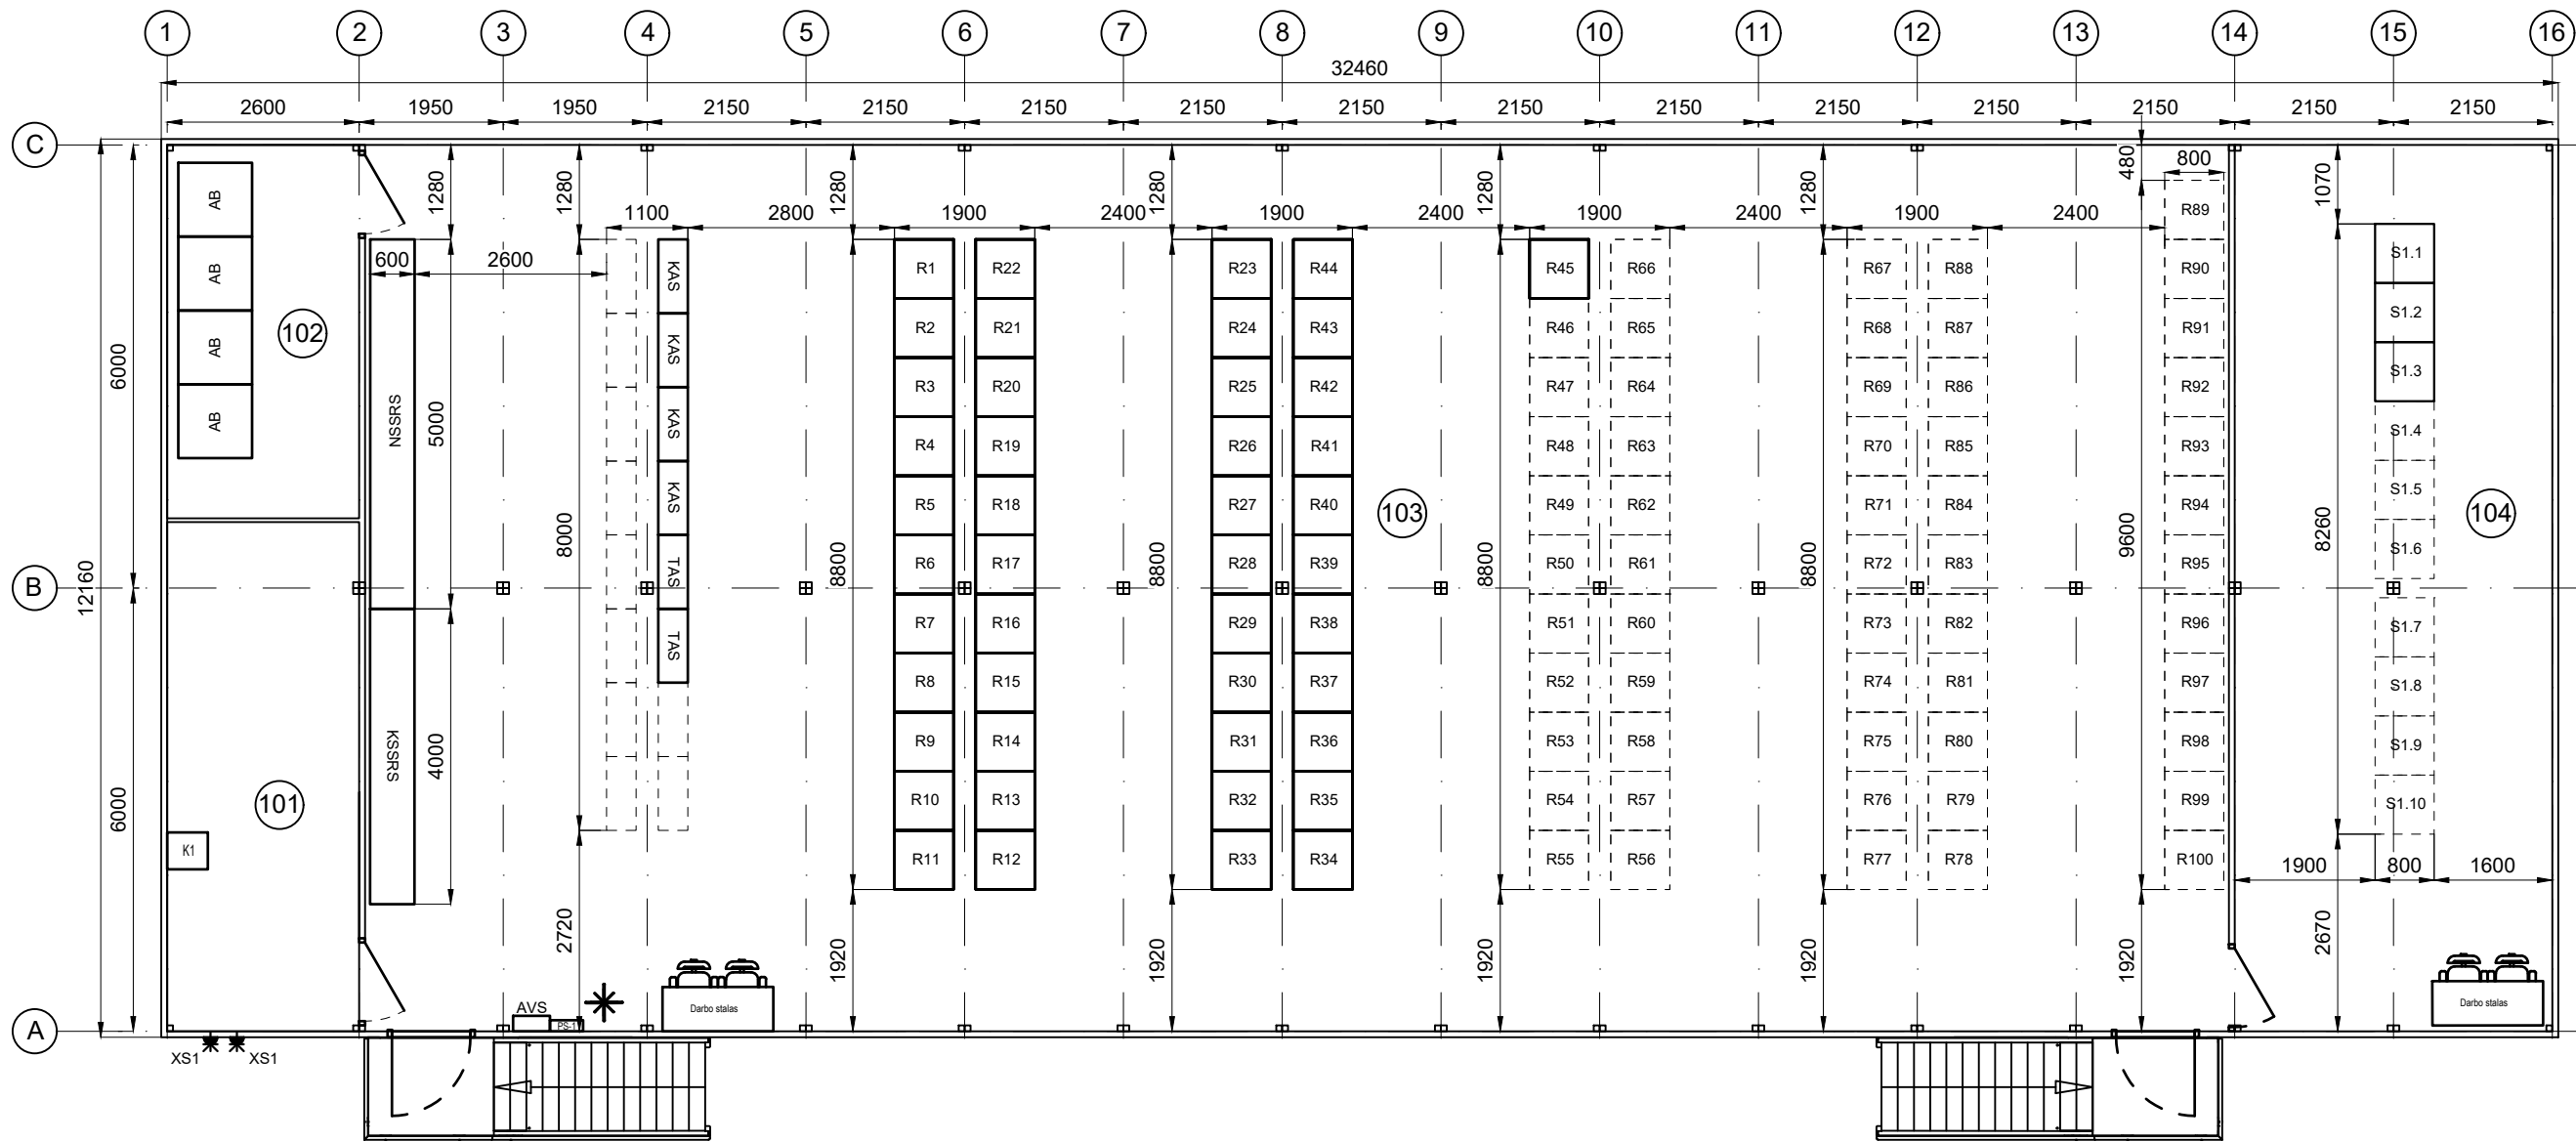 1 2 3 4 5 6 7 8 9 10 11 12 13 14 15 16
32460
2600 1950 1950 2150 2150 2150 2150 2150 2150 2150 2150 2150 2150 2150 2150
C
B
A
12160
6000
6000
AB
AB
AB
AB
102
101
K1
XS1 XS1
NSSRS
KSSRS
600
2600
1280
5000
4000
1280
8000
2720
1100 2800 1900 2400 1900 2400 1900 2400 1900 2400 800
KAS
KAS
KAS
KAS
TAS
TAS
AVS
PS-1
Darbo stalas
1280
8800
1920
R1 R22
R2 R21
R3 R20
R4 R19
R5 R18
R6 R17
R7 R16
R8 R15
R9 R14
R10 R13
R11 R12
1280
8800
1920
R23 R44
R24 R43
R25 R42
R26 R41
R27 R40
R28 R39
R29 R38
R30 R37
R31 R36
R32 R35
R33 R34
103
1280
8800
1920
R45 R66
R46 R65
R47 R64
R48 R63
R49 R62
R50 R61
R51 R60
R52 R59
R53 R58
R54 R57
R55 R56
1280
8800
1920
R67 R88
R68 R87
R69 R86
R70 R85
R71 R84
R72 R83
R73 R82
R74 R81
R75 R80
R76 R79
R77 R78
480
9600
1920
R89
R90
R91
R92
R93
R94
R95
R96
R97
R98
R99
R100
1070
8260
2670
S1.1
S1.2
S1.3
S1.4
S1.5
S1.6
S1.7
S1.8
S1.9
S1.10
104
1900 800 1600
Darbo stalas